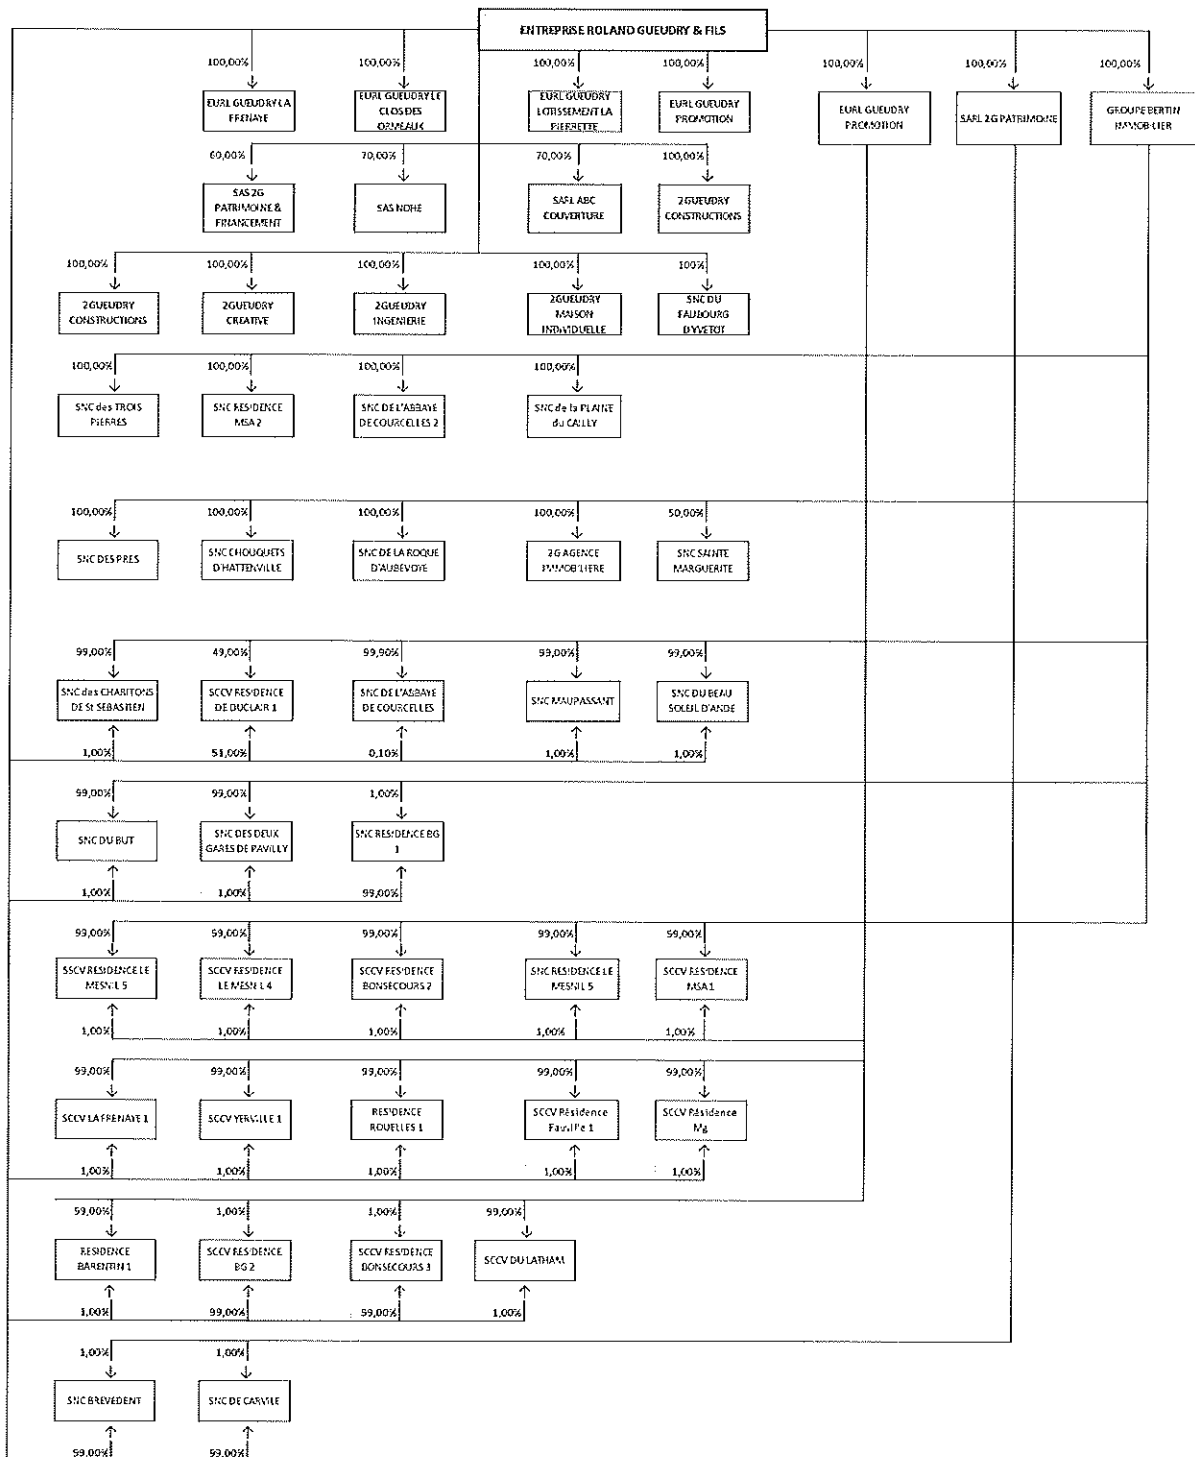 ENTREPRISE ROLAND GUEUDRY & FILS
100,00% 100,00% 100,00% 100,00% 100,00% 100,00% 100,00%
EURL GUEUDRY LA FRENAYE
EURL GUEUDRY LE CLOS DES ORMEAUX
EURL GUEUDRY LOTISSEMENT LA PIERRETTE
EURL GUEUDRY PROMOTION
EURL GUEUDRY PROMOTION
SARL 2G PATRIMOINE
GROUPE BERTIN IMMOBILIER
60,00% 70,00% 70,00% 100,00%
SAS 2G PATRIMOINE & FINANCEMENT
SAS NOHE
SARL ABC COUVERTURE
2GUEUDRY CONSTRUCTIONS
100,00% 100,00% 100,00% 100,00% 100%
2GUEUDRY CONSTRUCTIONS
2GUEUDRY CREATIVE
2GUEUDRY INGENIERIE
2GUEUDRY MAISON INDIVIDUELLE
SNC DU FAUBOURG D'YVETOT
100,00% 100,00% 100,00% 100,00%
SNC des TROIS PIERRES
SNC RESIDENCE MSA 2
SNC DE L'ABBAYE DE COURCELLES 2
SNC de la PLAINE du CAILLY
100,00% 100,00% 100,00% 100,00% 50,00%
SNC DES PRES
SNC CHOUQUETS D'HATTENVILLE
SNC DE LA ROQUE D'AUBEVOYE
2G AGENCE IMMOBILIERE
SNC SAINTE MARGUERITE
99,00% 49,00% 99,90% 99,00% 99,00%
SNC des CHARITONS DE St SEBASTIEN
SCCV RESIDENCE DE DUCLAIR 1
SNC DE L'ABBAYE DE COURCELLES
SNC MAUPASSANT
SNC DU BEAU SOLEIL D'ANDE
1,00% 51,00% 0,10% 1,00% 1,00%
99,00% 99,00% 1,00%
SNC DU BUT
SNC DES DEUX GARES DE PAVILLY
SNC RESIDENCE BG 1
1,00% 1,00% 99,00%
99,00% 99,00% 99,00% 99,00% 99,00%
SSCV RESIDENCE LE MESNIL 5
SCCV RESIDENCE LE MESNIL 4
SCCV RESIDENCE BONSECOURS 2
SNC RESIDENCE LE MESNIL 5
SCCV RESIDENCE MSA 1
1,00% 1,00% 1,00% 1,00% 1,00%
99,00% 99,00% 99,00% 99,00% 99,00%
SCCV LA FRENAYE 1
SCCV YERVILLE 1
RESIDENCE ROUELLES 1
SCCV Résidence Fauville 1
SCCV Résidence Mg
1,00% 1,00% 1,00% 1,00% 1,00%
99,00% 1,00% 1,00% 99,00%
RESIDENCE BARENTIN 1
SCCV RESIDENCE BG 2
SCCV RESIDENCE BONSECOURS 3
SCCV DU LATHAM
1,00% 99,00% 99,00% 1,00%
1,00% 1,00%
SNC BREVEDENT
SNC DE CARVILE
99,00% 99,00%